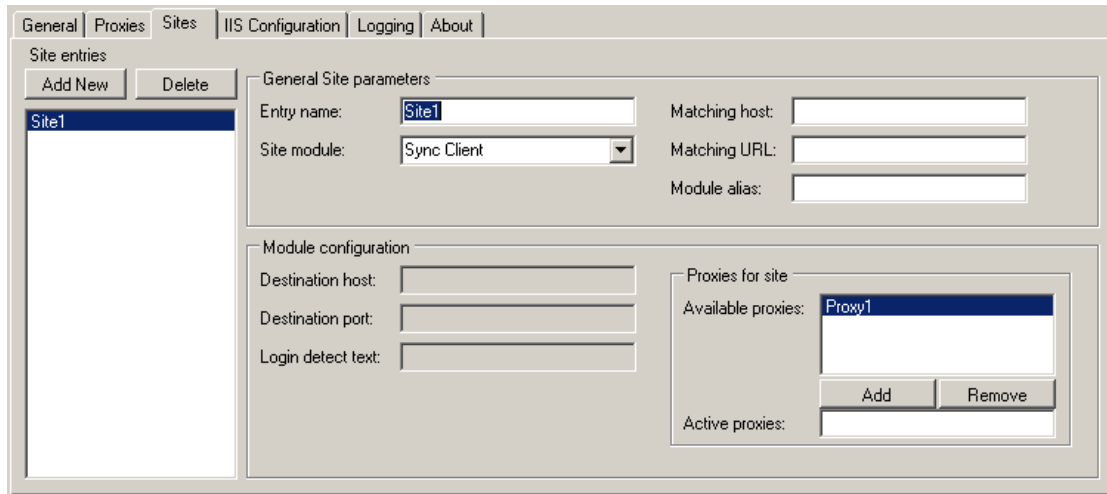 General Proxies Sites IIS Configuration Logging About
Site entries
Add New Delete
Site1
General Site parameters
Entry name: Site1
Site module: Sync Client
Matching host:
Matching URL:
Module alias:
Module configuration
Destination host:
Destination port:
Login detect text:
Proxies for site
Available proxies: Proxy1
Add Remove
Active proxies: